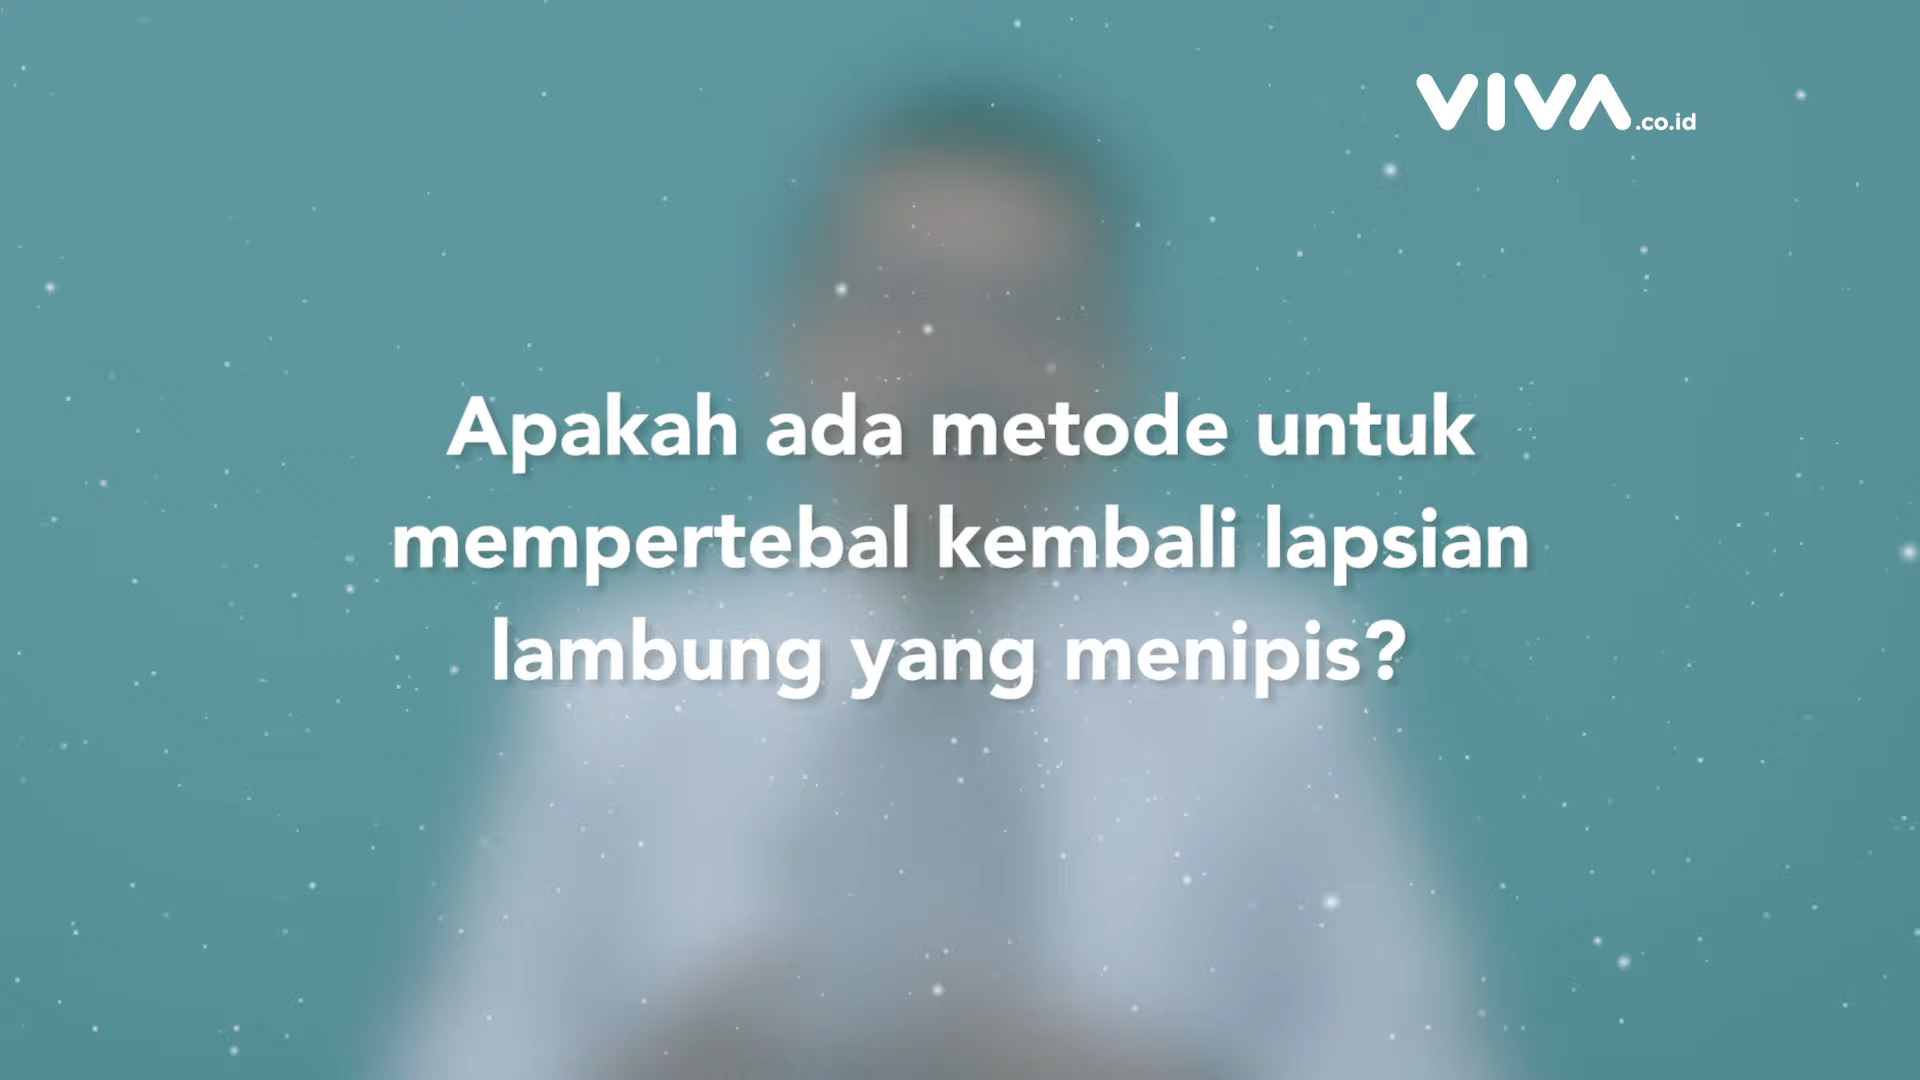 VIVA.co.id
Apakah ada metode untuk
mempertebal kembali lapsian
lambung yang menipis?